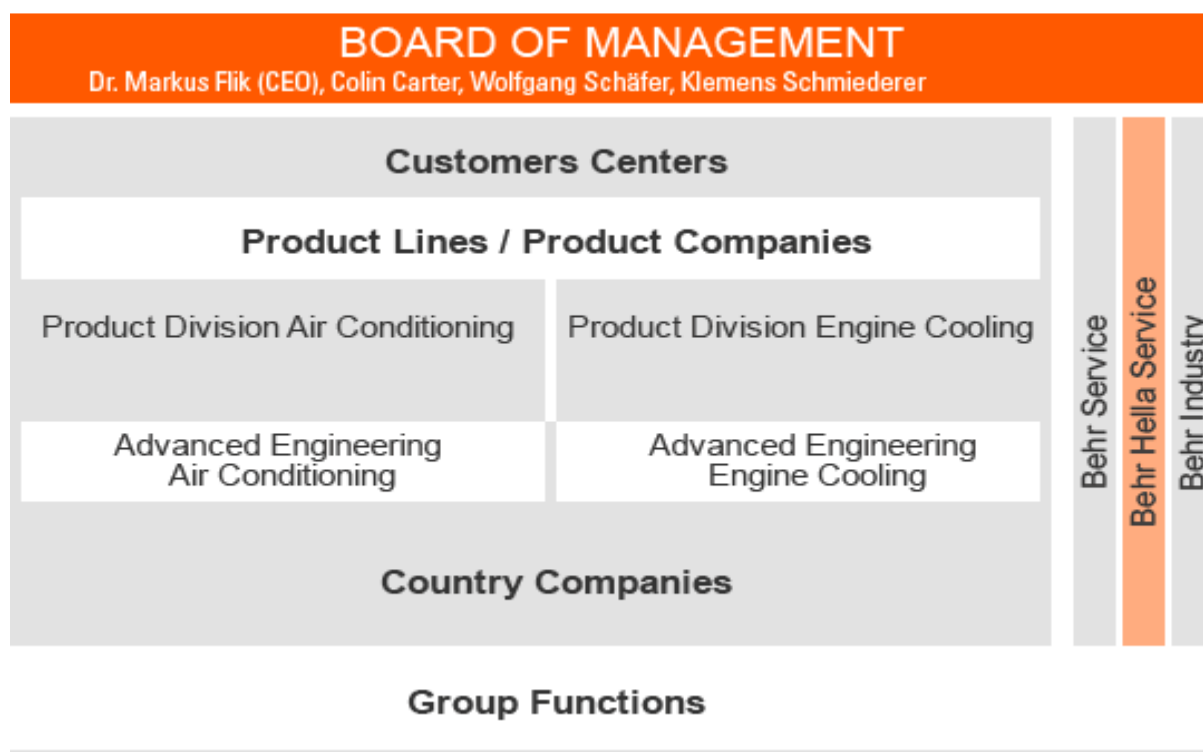 BOARD OF MANAGEMENT
Dr. Markus Flik (CEO), Colin Carter, Wolfgang Schäfer, Klemens Schmiederer
Customers Centers
Product Lines / Product Companies
Product Division Air Conditioning
Product Division Engine Cooling
Advanced Engineering
Air Conditioning
Advanced Engineering
Engine Cooling
Country Companies
Behr Service
Behr Hella Service
Behr Industry
Group Functions